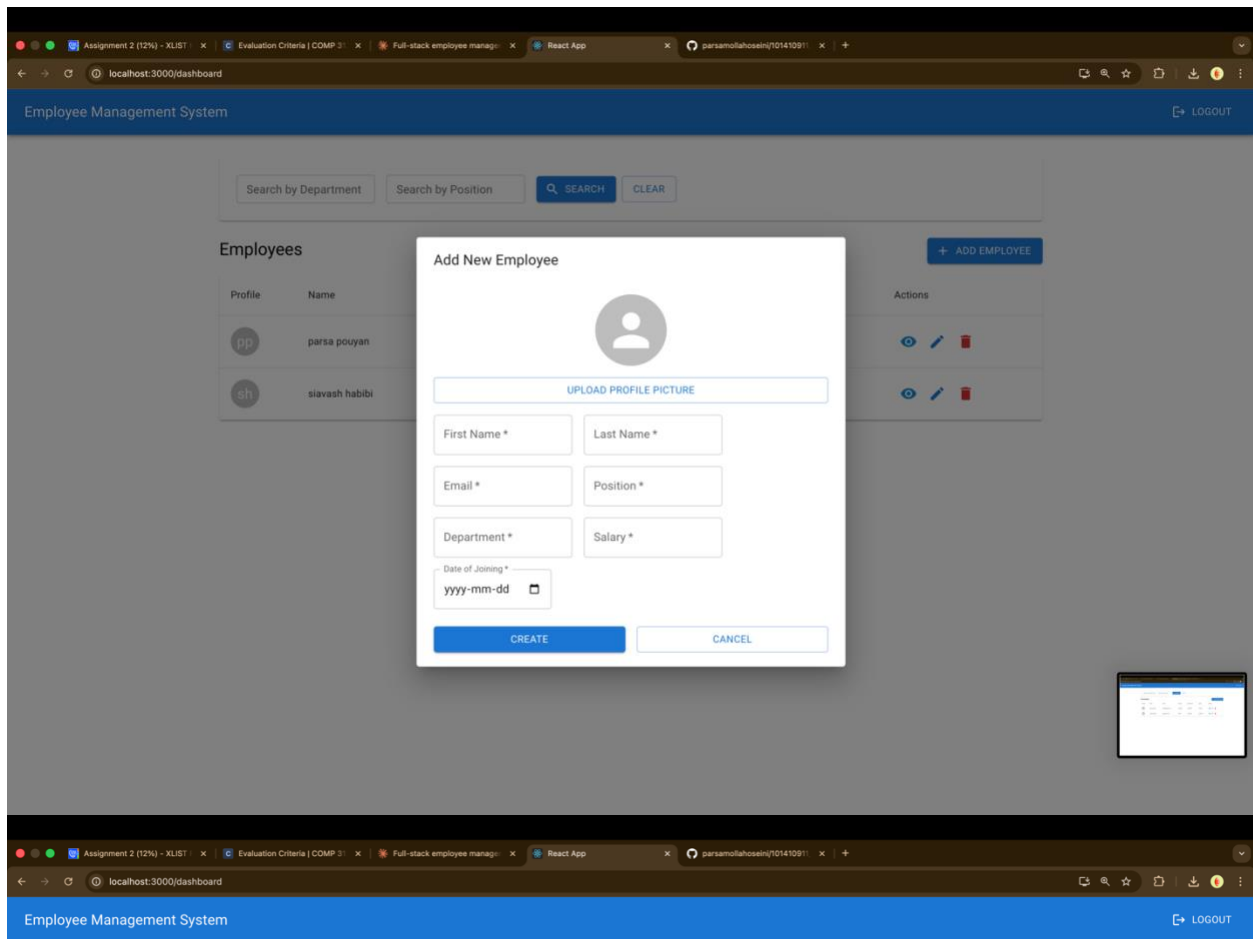 Assignment 2 (12%) - XLIST
Evaluation Criteria | COMP 31
Full-stack employee manage
React App
parsamollahoseini/10141091
localhost:3000/dashboard
Employee Management System
LOGOUT
Search by Department
Search by Position
SEARCH
CLEAR
Employees
+ ADD EMPLOYEE
Profile
Name
Actions
pp
parsa pouyan
sh
siavash habibi
Add New Employee
UPLOAD PROFILE PICTURE
First Name *
Last Name *
Email *
Position *
Department *
Salary *
Date of Joining *
yyyy-mm-dd
CREATE
CANCEL
Assignment 2 (12%) - XLIST
Evaluation Criteria | COMP 31
Full-stack employee manage
React App
parsamollahoseini/10141091
localhost:3000/dashboard
Employee Management System
LOGOUT